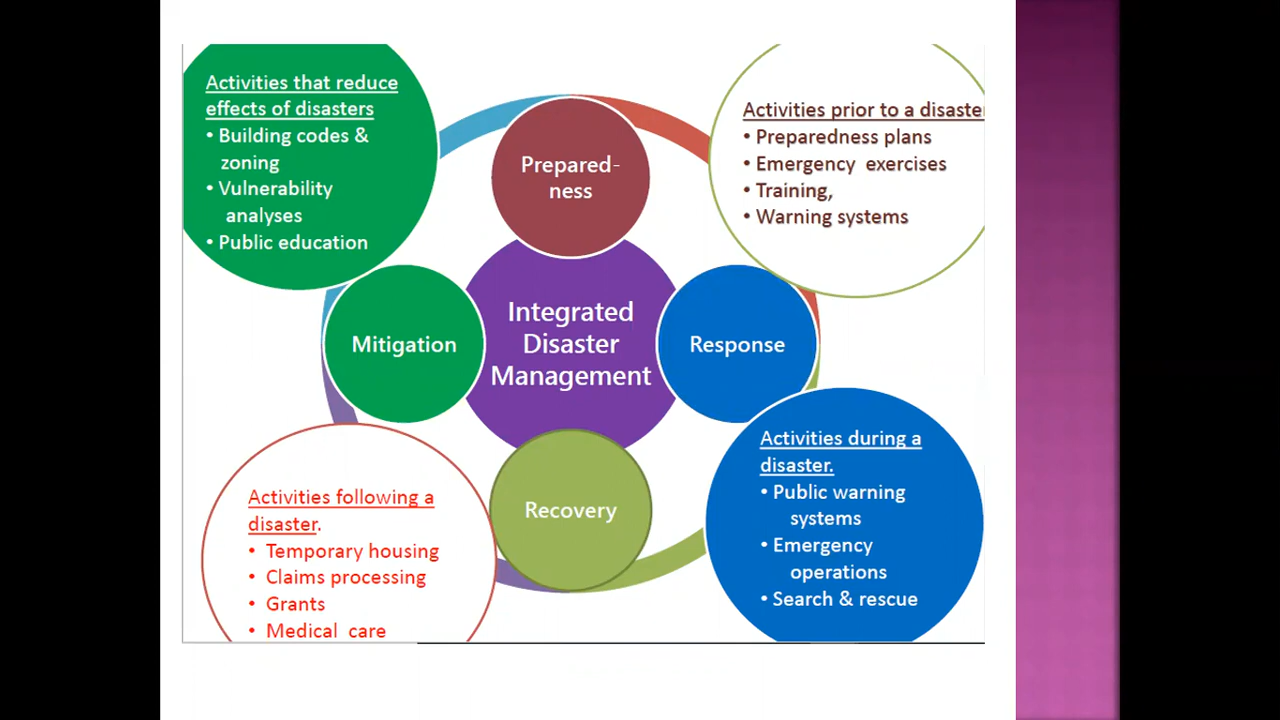 Activities that reduce
effects of disasters
• Building codes &
zoning
• Vulnerability
analyses
• Public education
Prepared-
ness
Activities prior to a disaster
• Preparedness plans
• Emergency exercises
• Training,
• Warning systems
Mitigation
Integrated
Disaster
Management
Response
Recovery
Activities following a
disaster.
• Temporary housing
• Claims processing
• Grants
• Medical care
Activities during a
disaster.
• Public warning
systems
• Emergency
operations
• Search & rescue